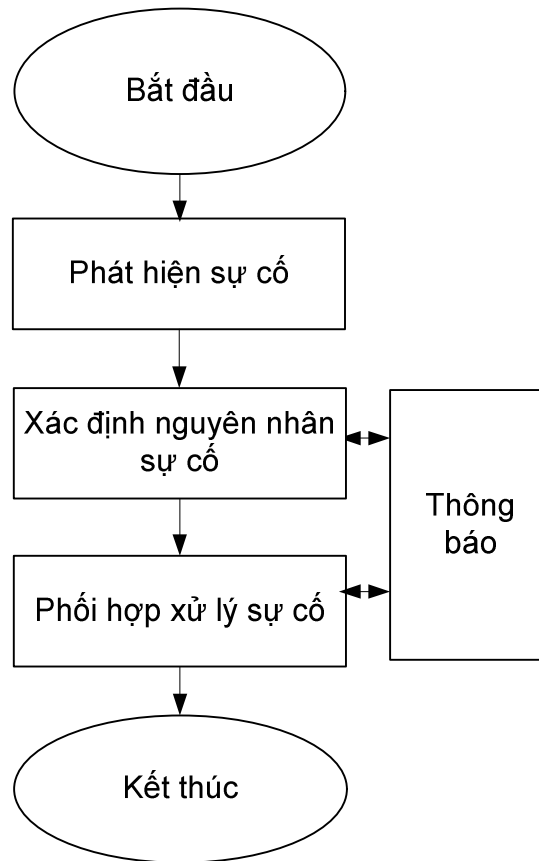 Bắt đầu
Phát hiện sự cố
Xác định nguyên nhân
sự cố
Thông
báo
Phối hợp xử lý sự cố
Kết thúc